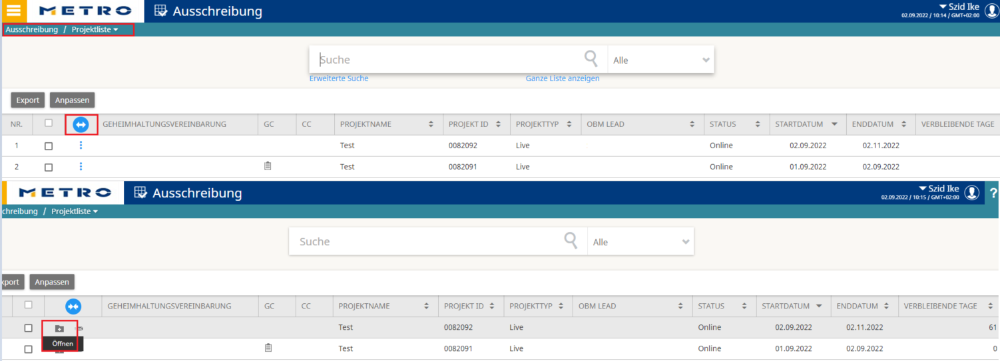 METRO Ausschreibung Szid Ike
02.09.2022 / 10:14 / GMT+02:00
Ausschreibung / Projektliste
Suche Alle
Erweiterte Suche Ganze Liste anzeigen
Export Anpassen
NR. GEHEIMHALTUNGSVEREINBARUNG GC CC PROJEKTNAME PROJEKT ID PROJEKTTYP OBM LEAD STATUS STARTDATUM ENDDATUM VERBLEIBENDE TAGE
1 Test 0082092 Live Online 02.09.2022 02.11.2022
2 Test 0082091 Live Online 01.09.2022 02.09.2022
METRO Ausschreibung Szid Ike ?
02.09.2022 / 10:15 / GMT+02:00
chreibung / Projektliste
Suche Alle
xport Anpassen
GEHEIMHALTUNGSVEREINBARUNG GC CC PROJEKTNAME PROJEKT ID PROJEKTTYP OBM LEAD STATUS STARTDATUM ENDDATUM VERBLEIBENDE TAGE
Test 0082092 Live Online 02.09.2022 02.11.2022 61
Öffnen
Test 0082091 Live Online 01.09.2022 02.09.2022 0